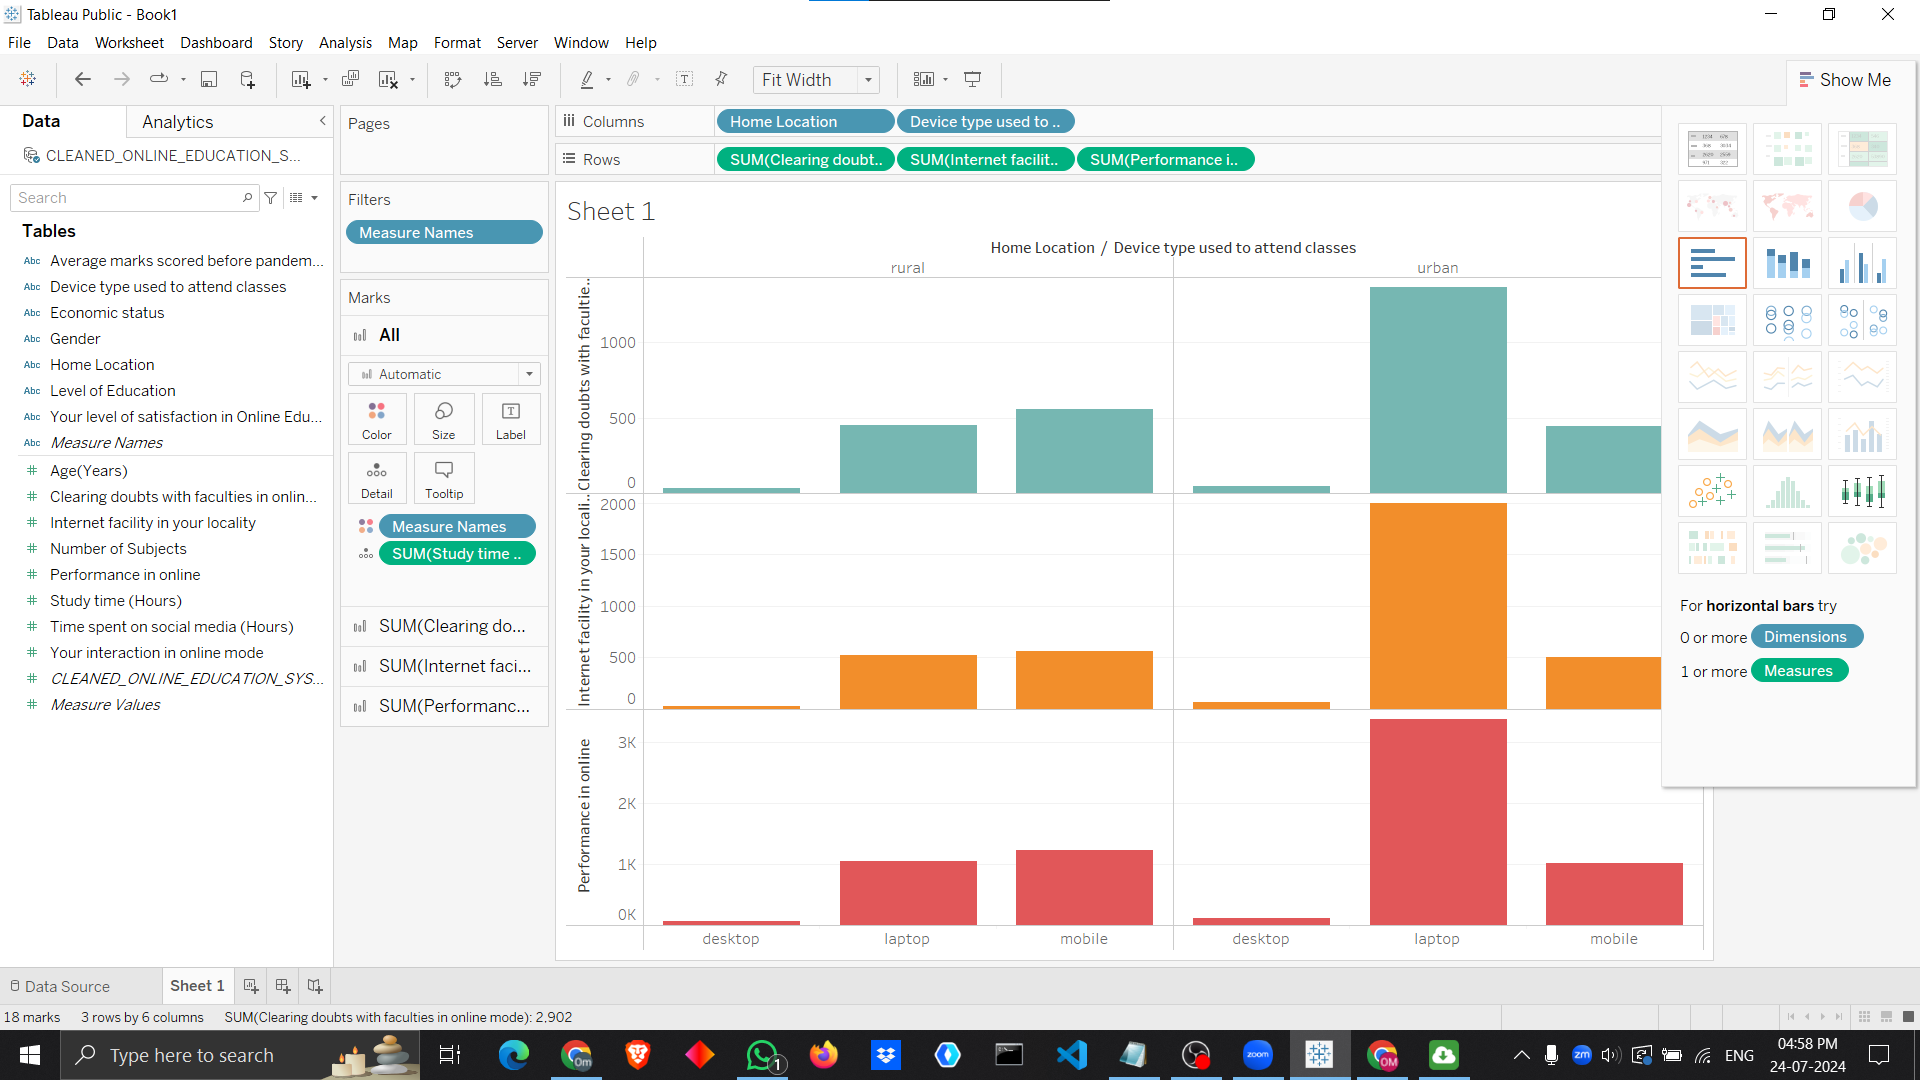 Tableau Public - Book1
File Data Worksheet Dashboard Story Analysis Map Format Server Window Help
Fit Width
Show Me
Data Analytics
CLEANED_ONLINE_EDUCATION_S...
Search
Tables
Abc Average marks scored before pandem...
Abc Device type used to attend classes
Abc Economic status
Abc Gender
Abc Home Location
Abc Level of Education
Abc Your level of satisfaction in Online Edu...
Abc Measure Names
# Age(Years)
# Clearing doubts with faculties in onlin...
# Internet facility in your locality
# Number of Subjects
# Performance in online
# Study time (Hours)
# Time spent on social media (Hours)
# Your interaction in online mode
# CLEANED_ONLINE_EDUCATION_SYS...
# Measure Values
Pages
Filters
Measure Names
Marks
All
Automatic
Color Size Label
Detail Tooltip
Measure Names
SUM(Study time ..
SUM(Clearing do...
SUM(Internet faci...
SUM(Performanc...
Columns Home Location Device type used to ..
Rows SUM(Clearing doubt.. SUM(Internet facilit.. SUM(Performance i..
Sheet 1
Home Location / Device type used to attend classes
rural urban
Clearing doubts with facultie..
1000
500
0
Internet facility in your locali..
2000
1500
1000
500
0
Performance in online
3K
2K
1K
0K
desktop laptop mobile desktop laptop mobile
For horizontal bars try
0 or more Dimensions
1 or more Measures
Data Source Sheet 1
18 marks 3 rows by 6 columns SUM(Clearing doubts with faculties in online mode): 2,902
Type here to search
Om
1
zoom
OM
zm
ENG
04:58 PM
24-07-2024